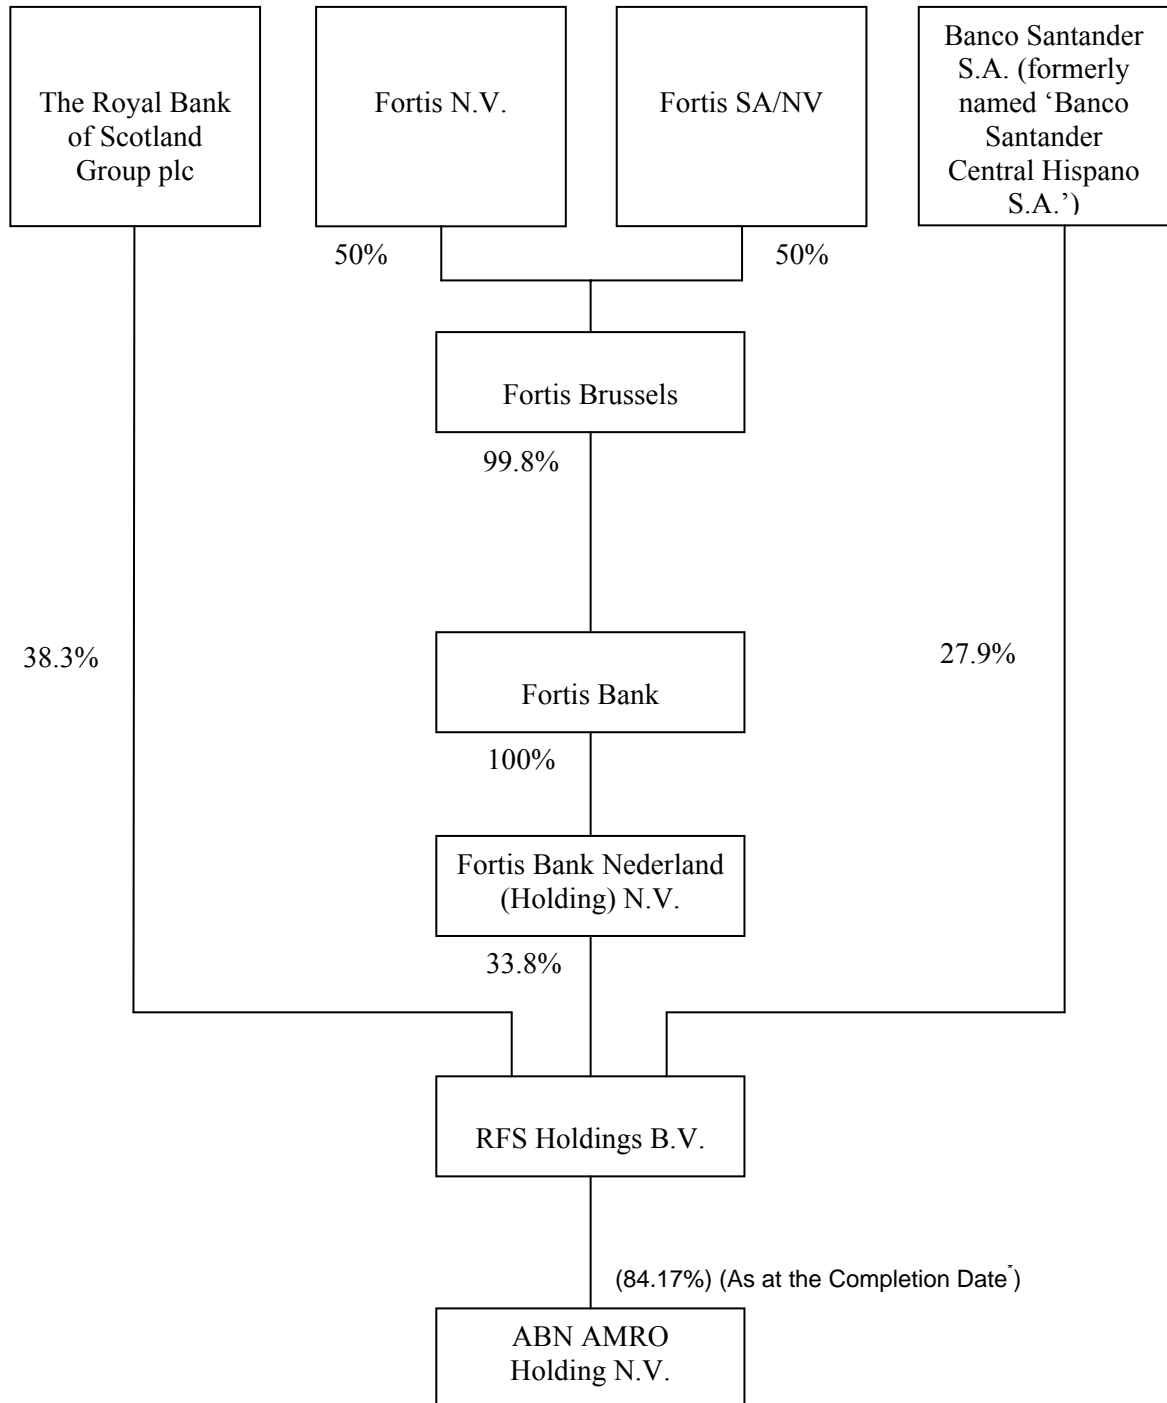 The Royal Bank
of Scotland
Group plc
Fortis N.V.
Fortis SA/NV
Banco Santander
S.A. (formerly
named ‘Banco
Santander
Central Hispano
S.A.’)
50%
50%
Fortis Brussels
99.8%
38.3%
27.9%
Fortis Bank
100%
Fortis Bank Nederland
(Holding) N.V.
33.8%
RFS Holdings B.V.
(84.17%) (As at the Completion Date*)
ABN AMRO
Holding N.V.